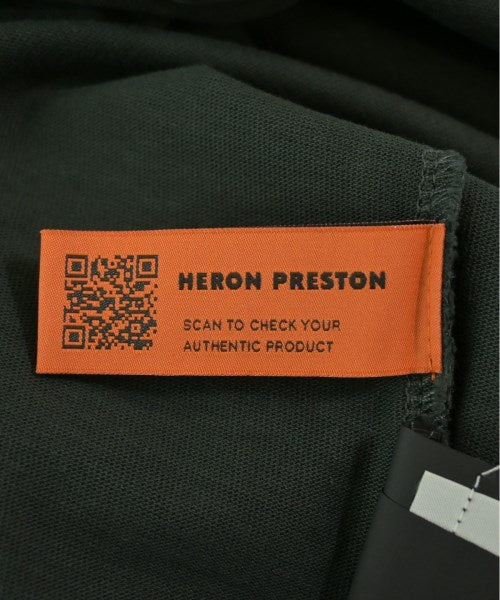 HERON PRESTON
SCAN TO CHECK YOUR
AUTHENTIC PRODUCT